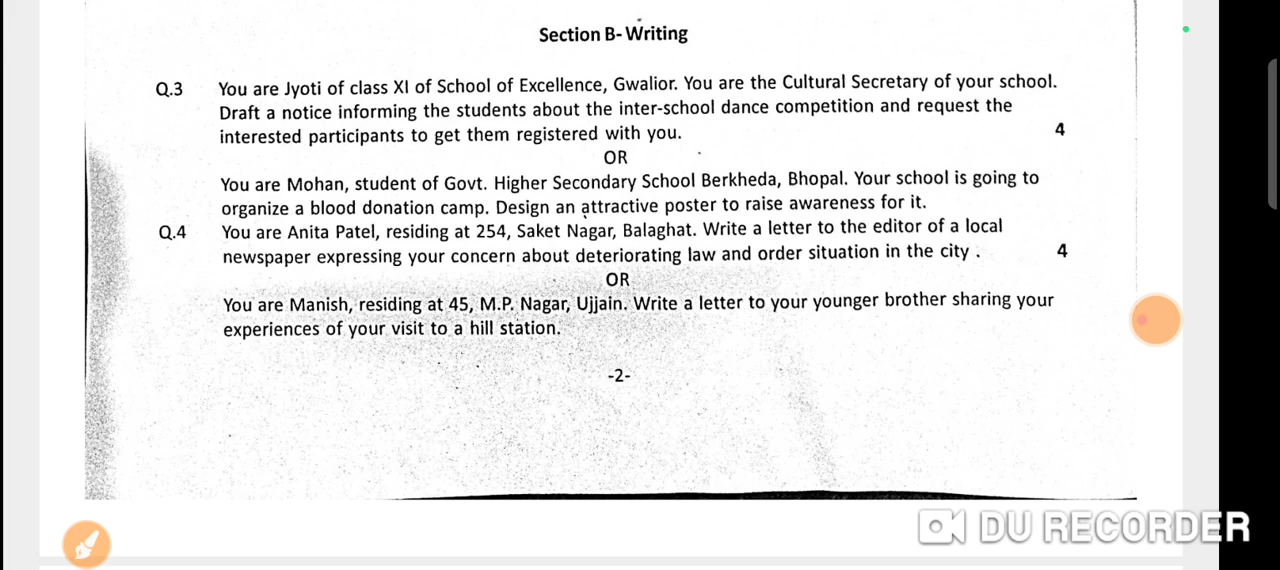 Section B- Writing
Q.3 You are Jyoti of class XI of School of Excellence, Gwalior. You are the Cultural Secretary of your school.
Draft a notice informing the students about the inter-school dance competition and request the
interested participants to get them registered with you. 4
OR
You are Mohan, student of Govt. Higher Secondary School Berkheda, Bhopal. Your school is going to
organize a blood donation camp. Design an attractive poster to raise awareness for it.
Q.4 You are Anita Patel, residing at 254, Saket Nagar, Balaghat. Write a letter to the editor of a local
newspaper expressing your concern about deteriorating law and order situation in the city . 4
OR
You are Manish, residing at 45, M.P. Nagar, Ujjain. Write a letter to your younger brother sharing your
experiences of your visit to a hill station.
-2-
DU RECORDER